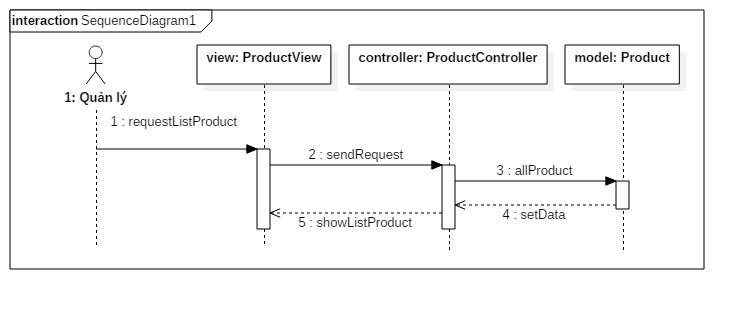 interaction SequenceDiagram1
view: ProductView
controller: ProductController
model: Product
1: Quản lý
1 : requestListProduct
2 : sendRequest
3 : allProduct
4 : setData
5 : showListProduct